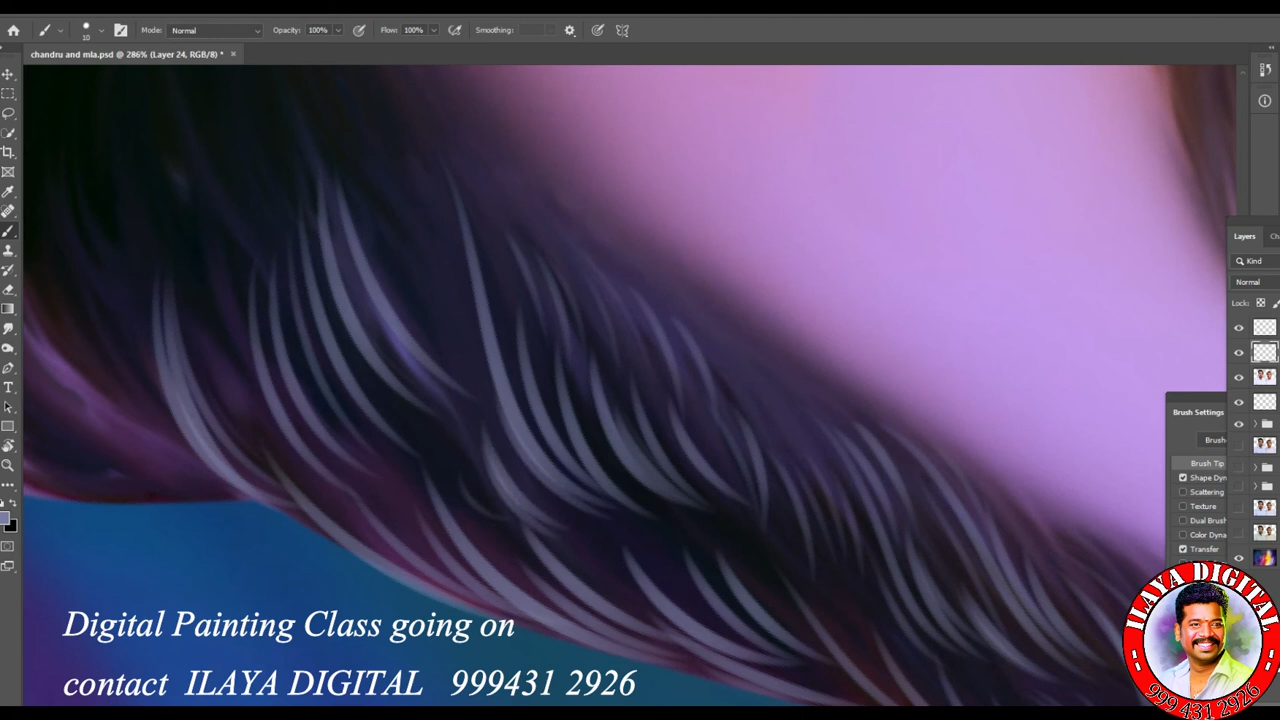 Mode: Normal Opacity: 100% Flow: 100% Smoothing:
10
chandru and mla.psd @ 286% (Layer 24, RGB/8) * ×
Layers
Kind
Normal
Lock:
Brush Settings
Brush Tip
Shape Dyn
Scattering
Texture
Dual Brush
Color Dyna
Transfer
Digital Painting Class going on
contact ILAYA DIGITAL 999431 2926
ILAYA DIGITAL
999 431 2926